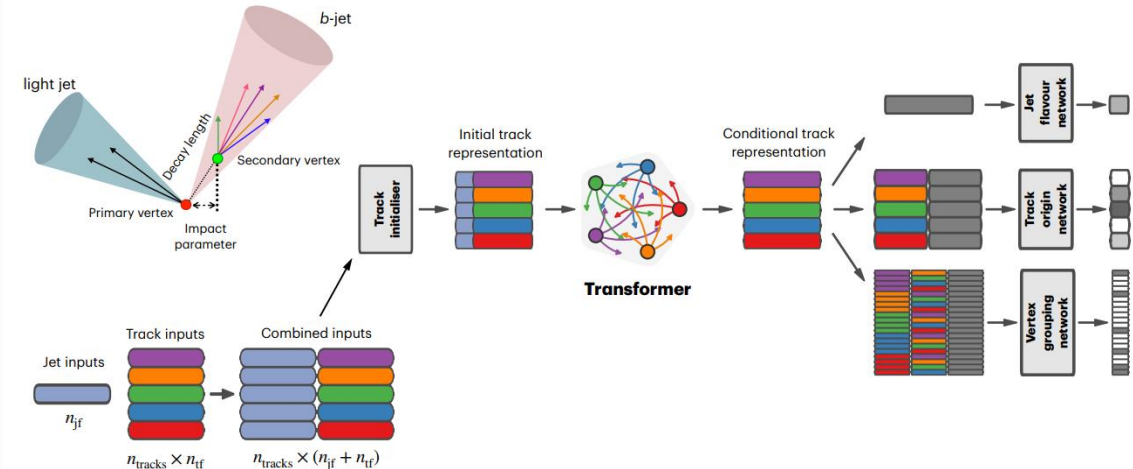 b-jet
light jet
Decay length
Secondary vertex
Primary vertex
Impact
parameter
Jet inputs
n_jf
Track inputs
n_tracks × n_tf
Combined inputs
n_tracks × (n_jf + n_tf)
Track
initialiser
Initial track
representation
Transformer
Conditional track
representation
Jet
flavour
network
Track
origin
network
Vertex
grouping
network